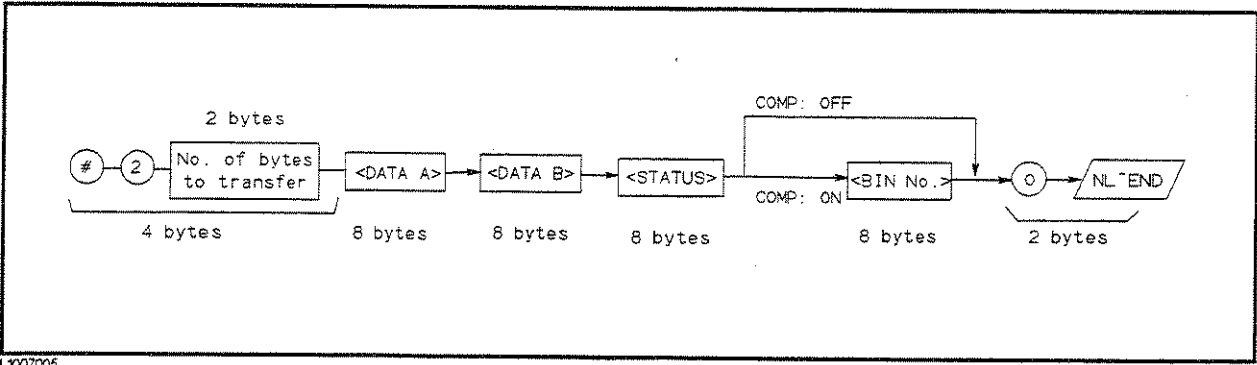 COMP: OFF
2 bytes
# 2 No. of bytes to transfer <DATA A> <DATA B> <STATUS> <BIN No.> 0 NL^END
COMP: ON
4 bytes 8 bytes 8 bytes 8 bytes 8 bytes 2 bytes